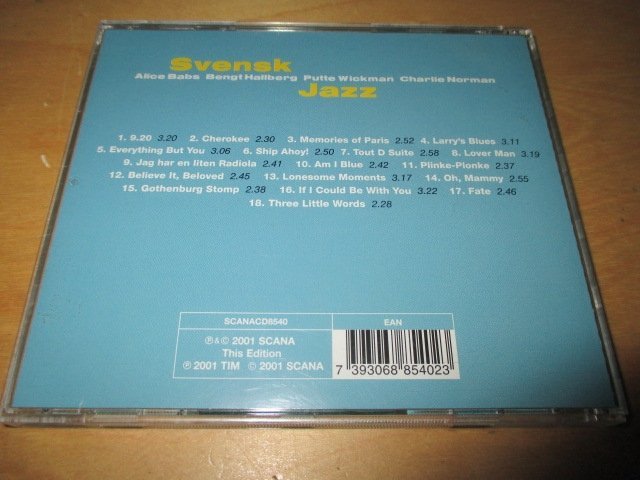 Svensk
Alice Babs Bengt Hallberg Putte Wickman Charlie Norman
Jazz
1. 9.20 3.20 2. Cherokee 2.30 3. Memories of Paris 2.52 4. Larry's Blues 3.11
5. Everything But You 3.06 6. Ship Ahoy! 2.50 7. Tout D Suite 2.58 8. Lover Man 3.19
9. Jag har en liten Radiola 2.41 10. Am I Blue 2.42 11. Plinke-Plonke 2.37
12. Believe It, Beloved 2.45 13. Lonesome Moments 3.17 14. Oh, Mammy 2.55
15. Gothenburg Stomp 2.38 16. If I Could Be With You 3.22 17. Fate 2.46
18. Three Little Words 2.28
SCANACD8540
℗&© 2001 SCANA
This Edition
℗ 2001 TIM © 2001 SCANA
EAN
7 393068 854023